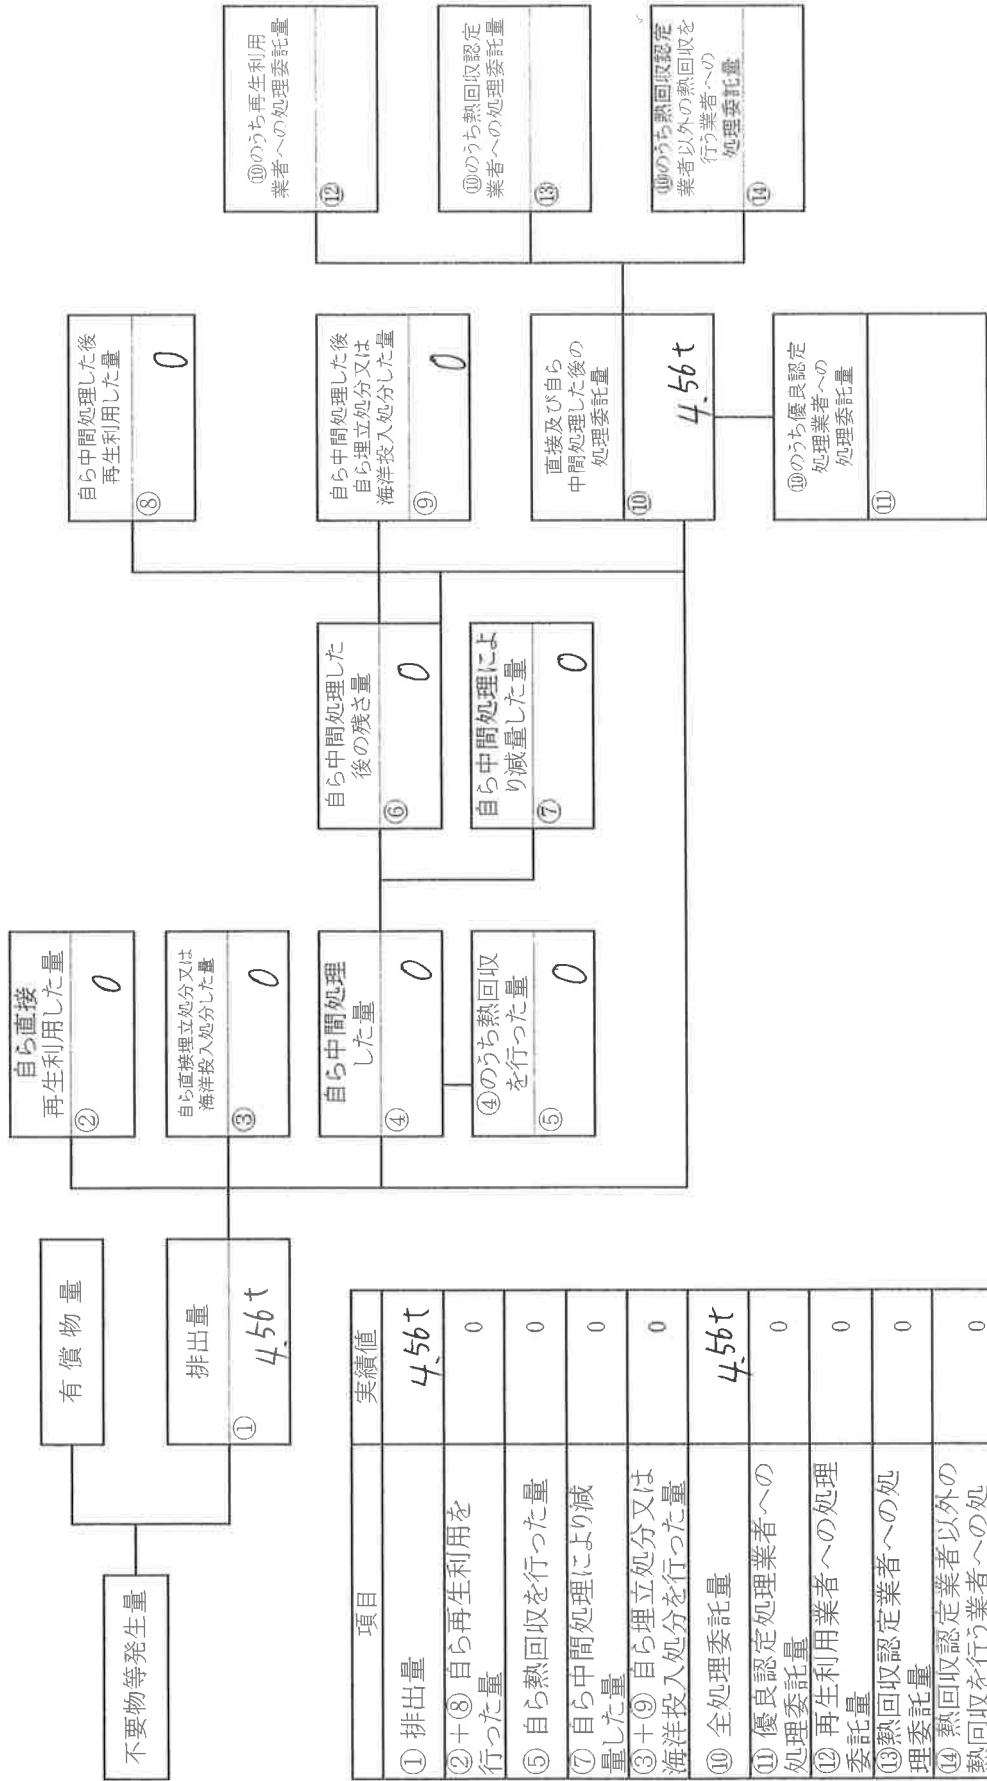 不要物等発生量
有償物量
排出量
①
4.56t
自ら直接
再生利用した量
②
0
自ら直接埋立処分又は
海洋投入処分した量
③
0
自ら中間処理
した量
④
0
④のうち熱回収
を行った量
⑤
0
自ら中間処理した
後の残さ量
⑥
0
自ら中間処理によ
り減量した量
⑦
0
自ら中間処理した後
再生利用した量
⑧
0
自ら中間処理した後
自ら埋立処分又は
海洋投入処分した量
⑨
0
直接及び自ら
中間処理した後の
処理委託量
⑩
4.56t
⑩のうち優良認定
処理業者への
処理委託量
⑪
⑩のうち再生利用
業者への処理委託量
⑫
⑩のうち熱回収認定
業者への処理委託量
⑬
⑩のうち熱回収認定
業者以外の熱回収を
行う業者への
処理委託量
⑭
項目 実績値
①排出量 4.56t
②+⑧自ら再生利用を
行った量 0
⑤自ら熱回収を行った量 0
⑦自ら中間処理により減
量した量 0
③+⑨自ら埋立処分又は
海洋投入処分を行った量 0
⑩全処理委託量 4.56t
⑪優良認定処理業者への
処理委託量 0
⑫再生利用業者への処理
委託量 0
⑬熱回収認定業者への処
理委託量 0
⑭熱回収認定業者以外の
熱回収を行う業者への処
0